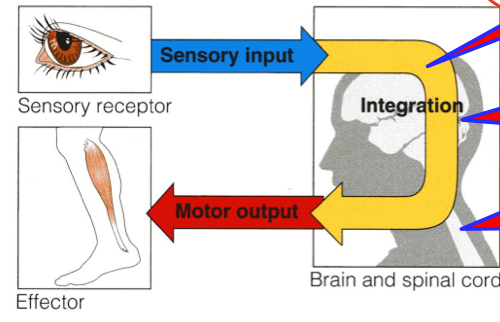 Sensory input
Sensory receptor
Integration
Motor output
Brain and spinal cord
Effector